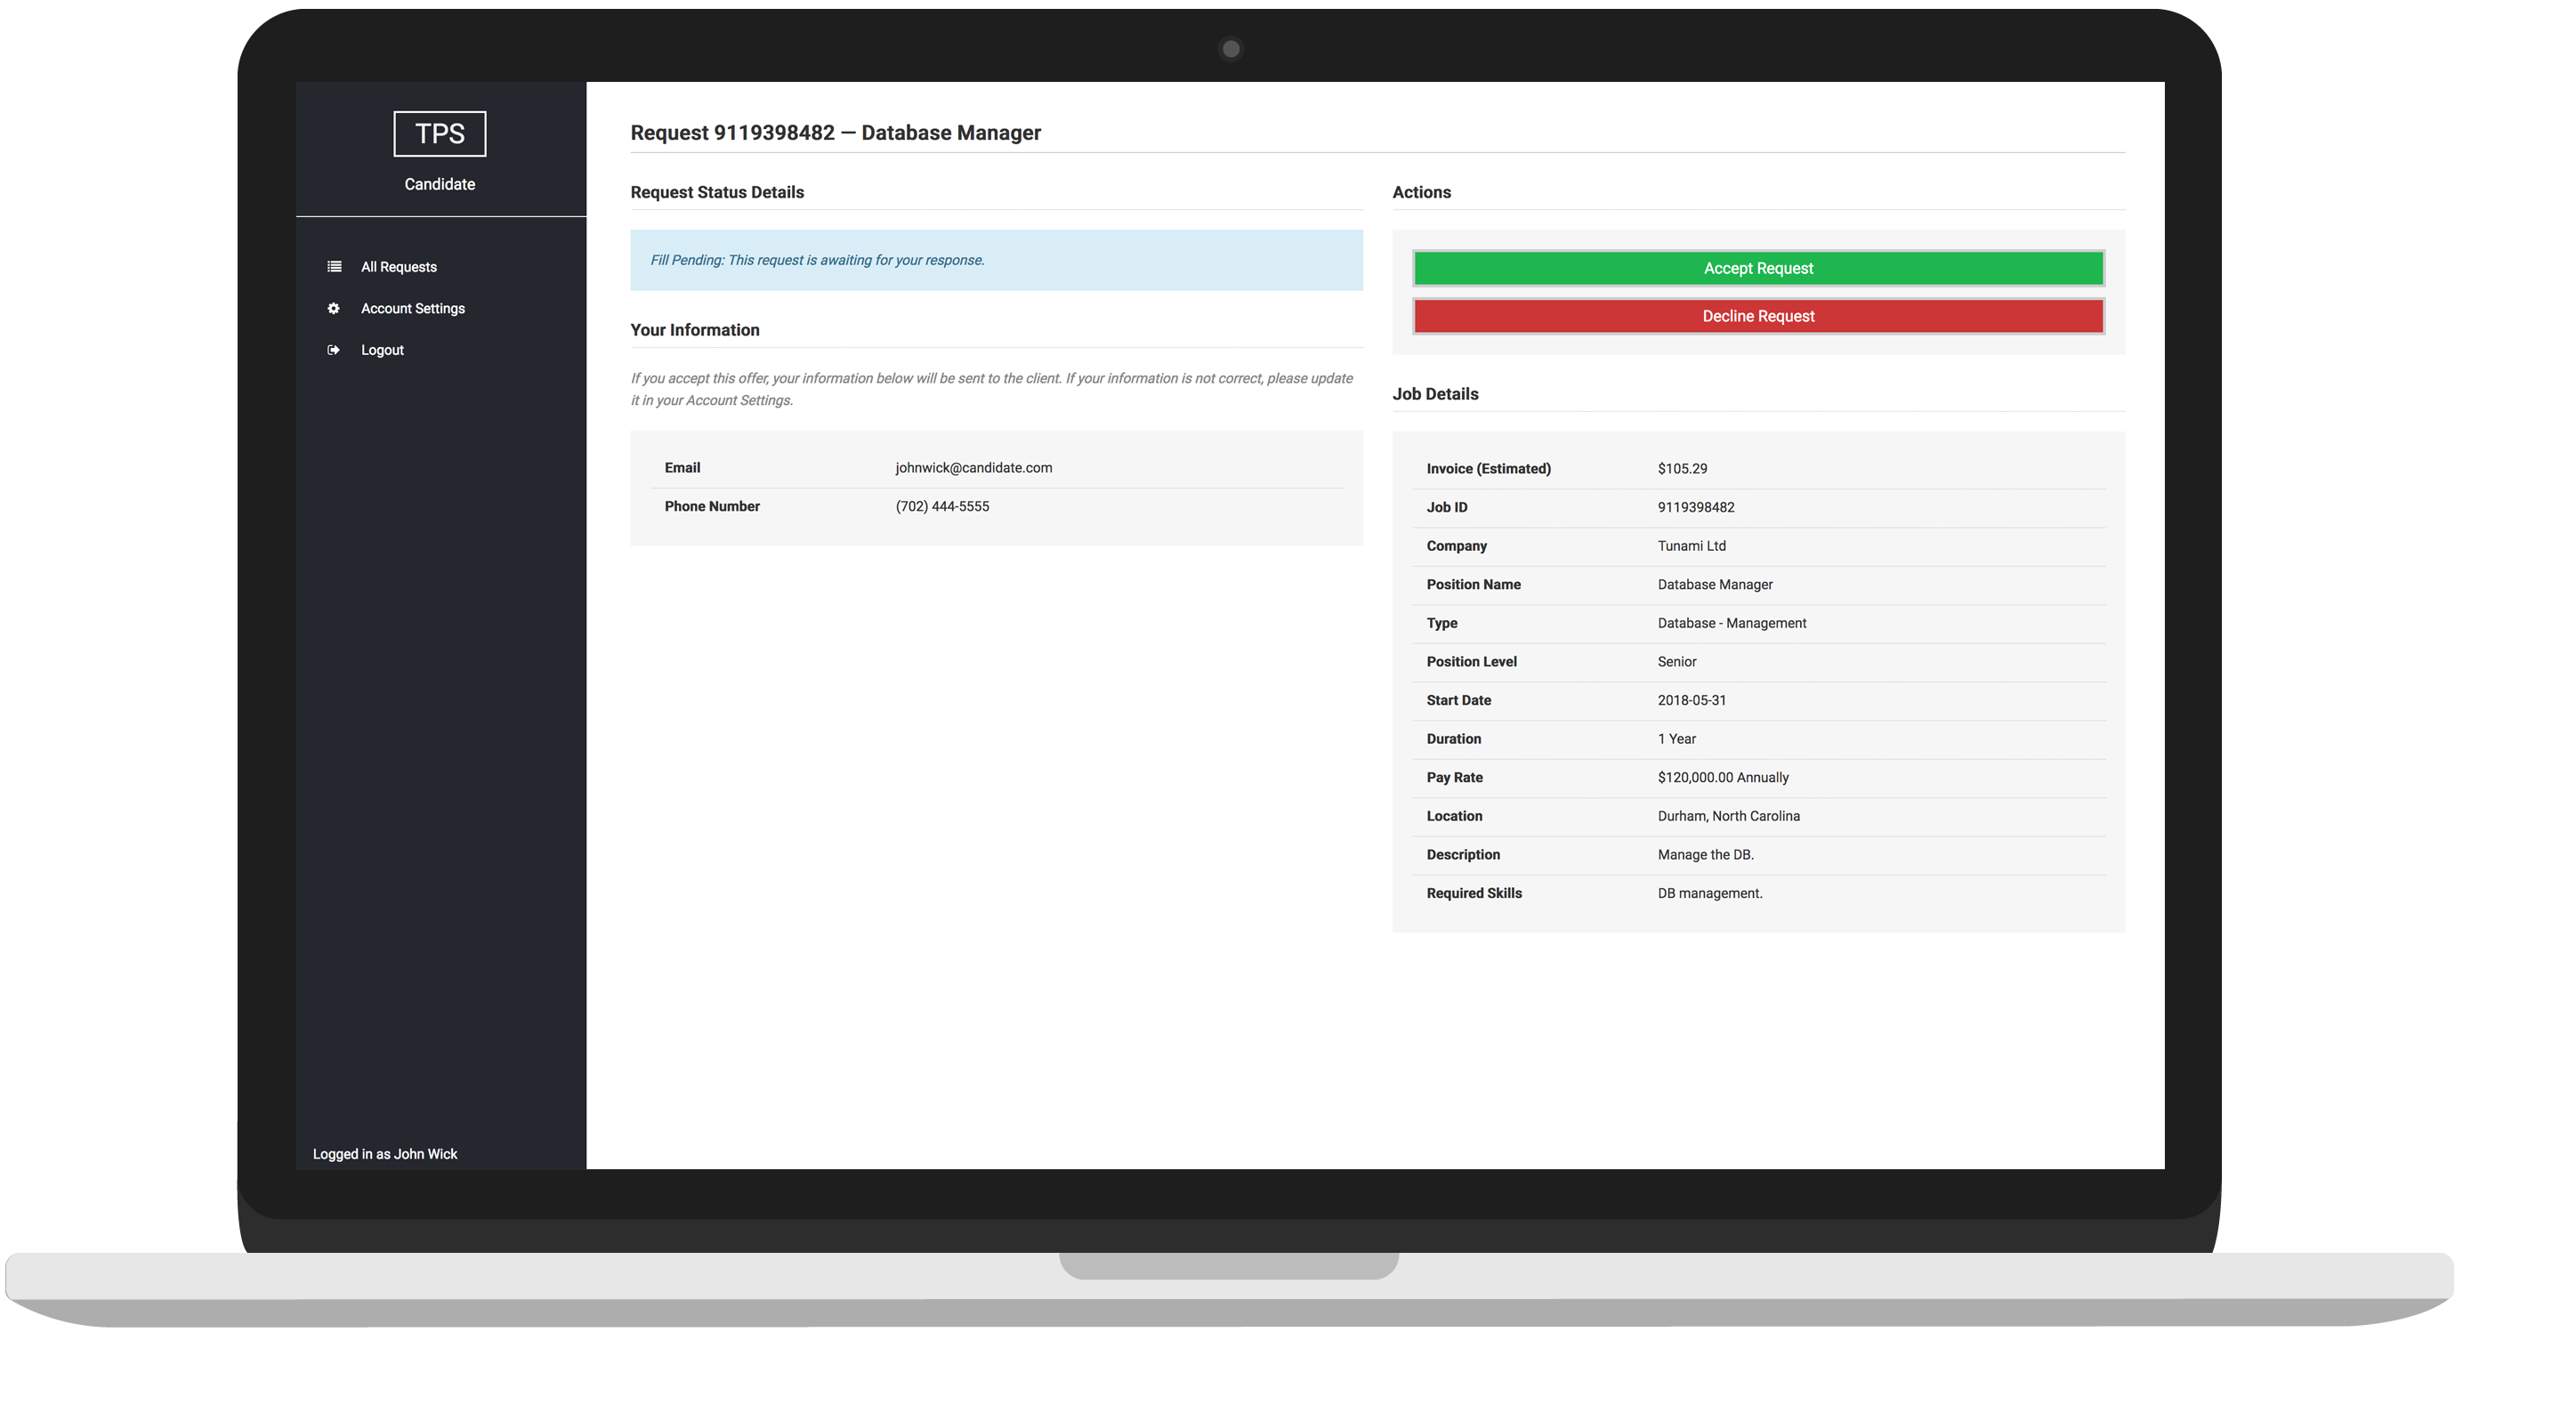 TPS
Candidate
All Requests
Account Settings
Logout
Logged in as John Wick
Request 9119398482 — Database Manager
Request Status Details
Fill Pending: This request is awaiting for your response.
Your Information
If you accept this offer, your information below will be sent to the client. If your information is not correct, please update
it in your Account Settings.
Email johnwick@candidate.com
Phone Number (702) 444-5555
Actions
Accept Request
Decline Request
Job Details
Invoice (Estimated) $105.29
Job ID 9119398482
Company Tunami Ltd
Position Name Database Manager
Type Database - Management
Position Level Senior
Start Date 2018-05-31
Duration 1 Year
Pay Rate $120,000.00 Annually
Location Durham, North Carolina
Description Manage the DB.
Required Skills DB management.